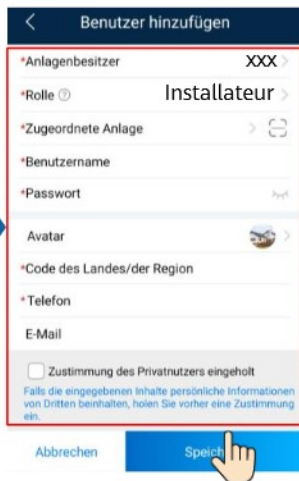 Benutzer hinzufügen
*Anlagenbesitzer XXX
*Rolle Installateur
*Zugeordnete Anlage
*Benutzername
*Passwort
Avatar
*Code des Landes/der Region
*Telefon
E-Mail
Zustimmung des Privatnutzers eingeholt
Falls die eingegebenen Inhalte persönliche Informationen
von Dritten beinhalten, holen Sie vorher eine Zustimmung
ein.
Abbrechen